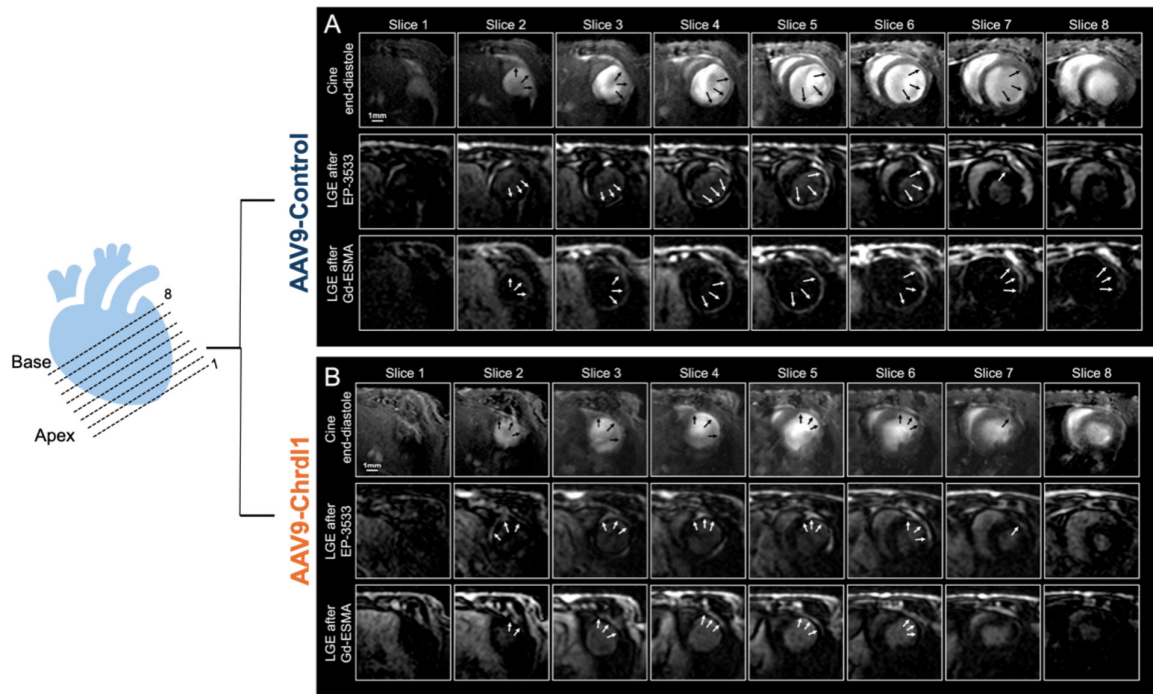 8
1
Base
Apex
AAV9-Control
AAV9-Chrdl1
A
Slice 1 Slice 2 Slice 3 Slice 4 Slice 5 Slice 6 Slice 7 Slice 8
Cine
end-diastole
1mm
LGE after
EP-3533
LGE after
Gd-ESMA
B
Slice 1 Slice 2 Slice 3 Slice 4 Slice 5 Slice 6 Slice 7 Slice 8
Cine
end-diastole
1mm
LGE after
EP-3533
LGE after
Gd-ESMA